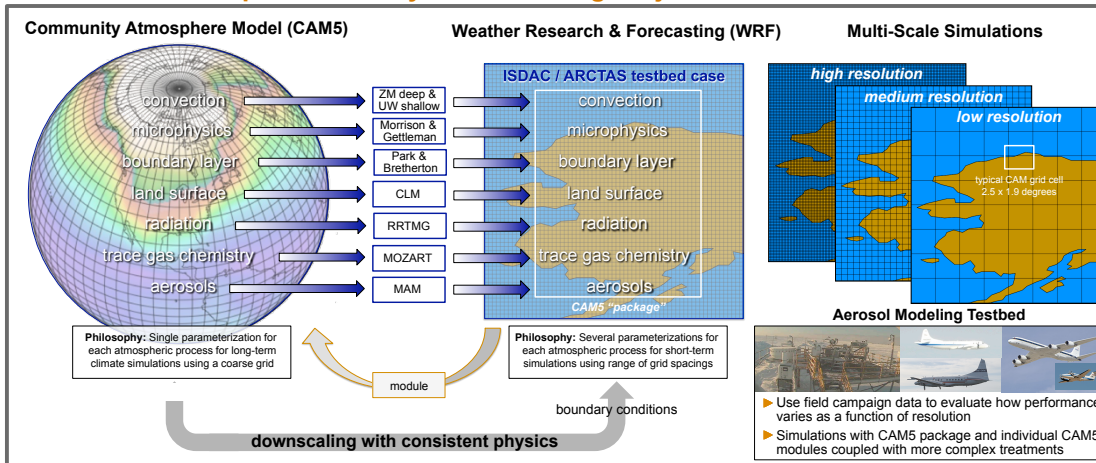 Community Atmosphere Model (CAM5)
Weather Research & Forecasting (WRF)
Multi-Scale Simulations
convection
microphysics
boundary layer
land surface
radiation
trace gas chemistry
aerosols
ZM deep &
UW shallow
Morrison &
Gettleman
Park &
Bretherton
CLM
RRTMG
MOZART
MAM
ISDAC / ARCTAS testbed case
convection
microphysics
boundary layer
land surface
radiation
trace gas chemistry
aerosols
CAM5 “package”
high resolution
medium resolution
low resolution
typical CAM grid cell
2.5 x 1.9 degrees
Philosophy: Single parameterization for
each atmospheric process for long-term
climate simulations using a coarse grid
Philosophy: Several parameterizations for
each atmospheric process for short-term
simulations using range of grid spacings
module
boundary conditions
downscaling with consistent physics
Aerosol Modeling Testbed
Use field campaign data to evaluate how performance
varies as a function of resolution
Simulations with CAM5 package and individual CAM5
modules coupled with more complex treatments